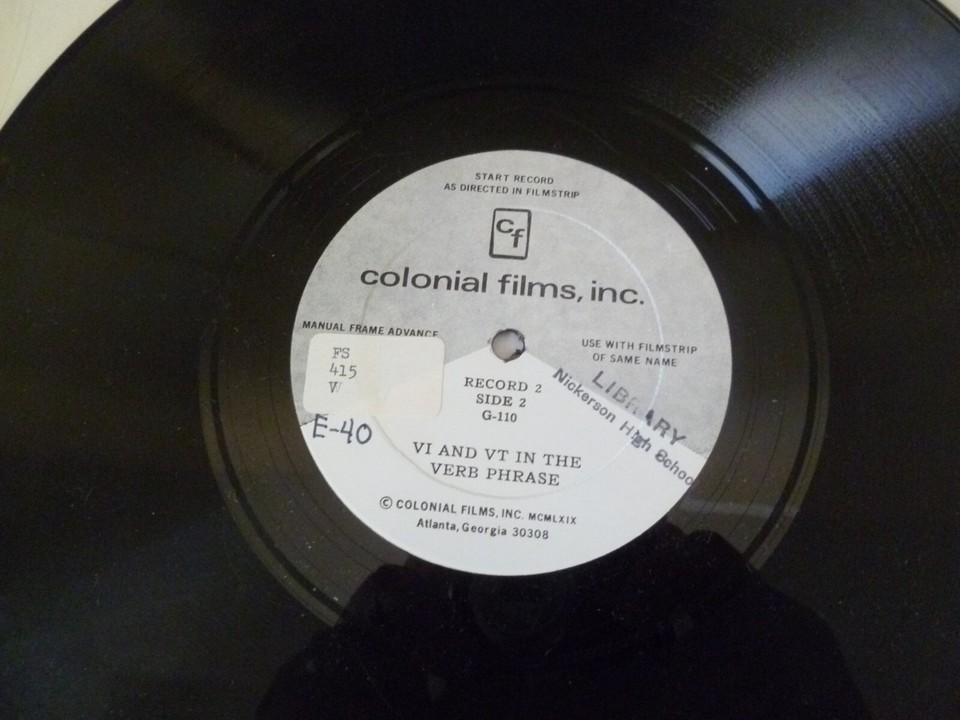 START RECORD
AS DIRECTED IN FILMSTRIP
cf
colonial films, inc.
MANUAL FRAME ADVANCE
USE WITH FILMSTRIP
OF SAME NAME
FS
415
V
E-40
RECORD 2
SIDE 2
G-110
LIBRARY
Nickerson High School
VI AND VT IN THE
VERB PHRASE
© COLONIAL FILMS, INC. MCMLXIX
Atlanta, Georgia 30308